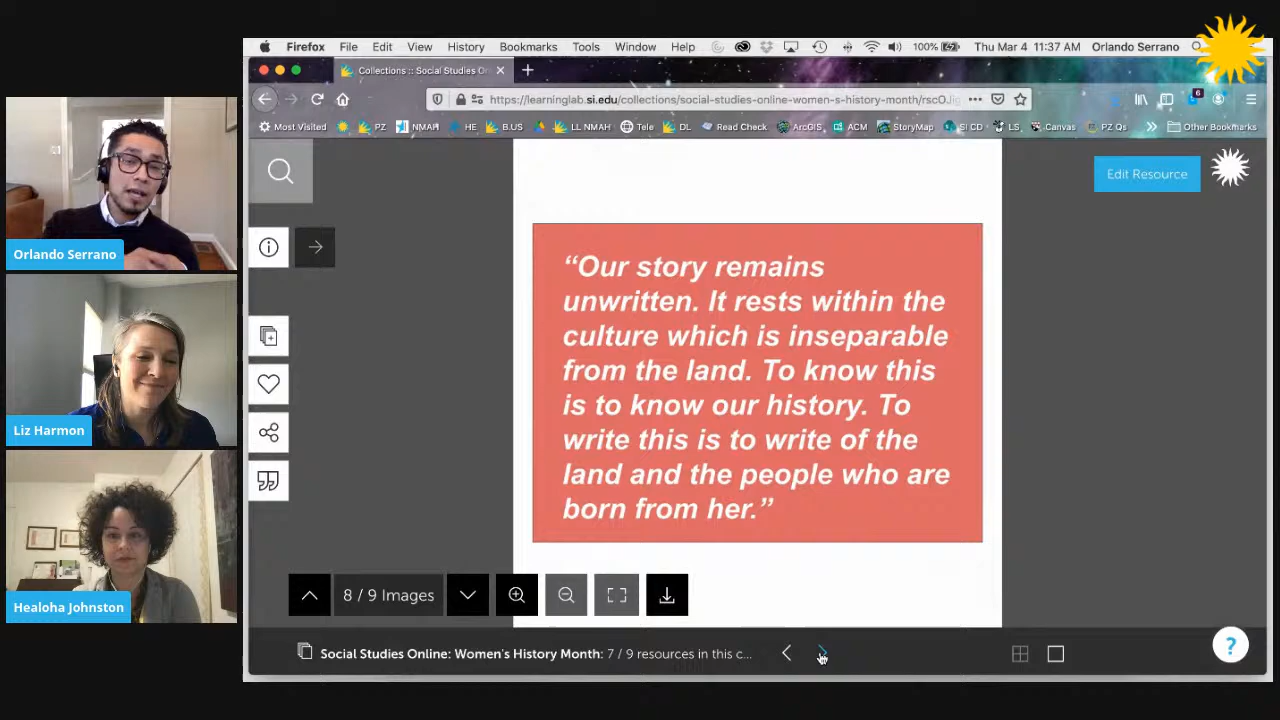 Firefox File Edit View History Bookmarks Tools Window Help 100% Thu Mar 4 11:37 AM Orlando Serrano
Collections :: Social Studies On
https://learninglab.si.edu/collections/social-studies-online-women-s-history-month/rscOJig
6
Most Visited PZ NMAI HE B.US LL NMAH Tele DL Read Check ArcGIS ACM StoryMap SI CD LS Canvas PZ Qs Other Bookmarks
Edit Resource
Orlando Serrano
Liz Harmon
Healoha Johnston
“Our story remains
unwritten. It rests within the
culture which is inseparable
from the land. To know this
is to know our history. To
write this is to write of the
land and the people who are
born from her.”
8 / 9 Images
Social Studies Online: Women's History Month: 7 / 9 resources in this c...
?